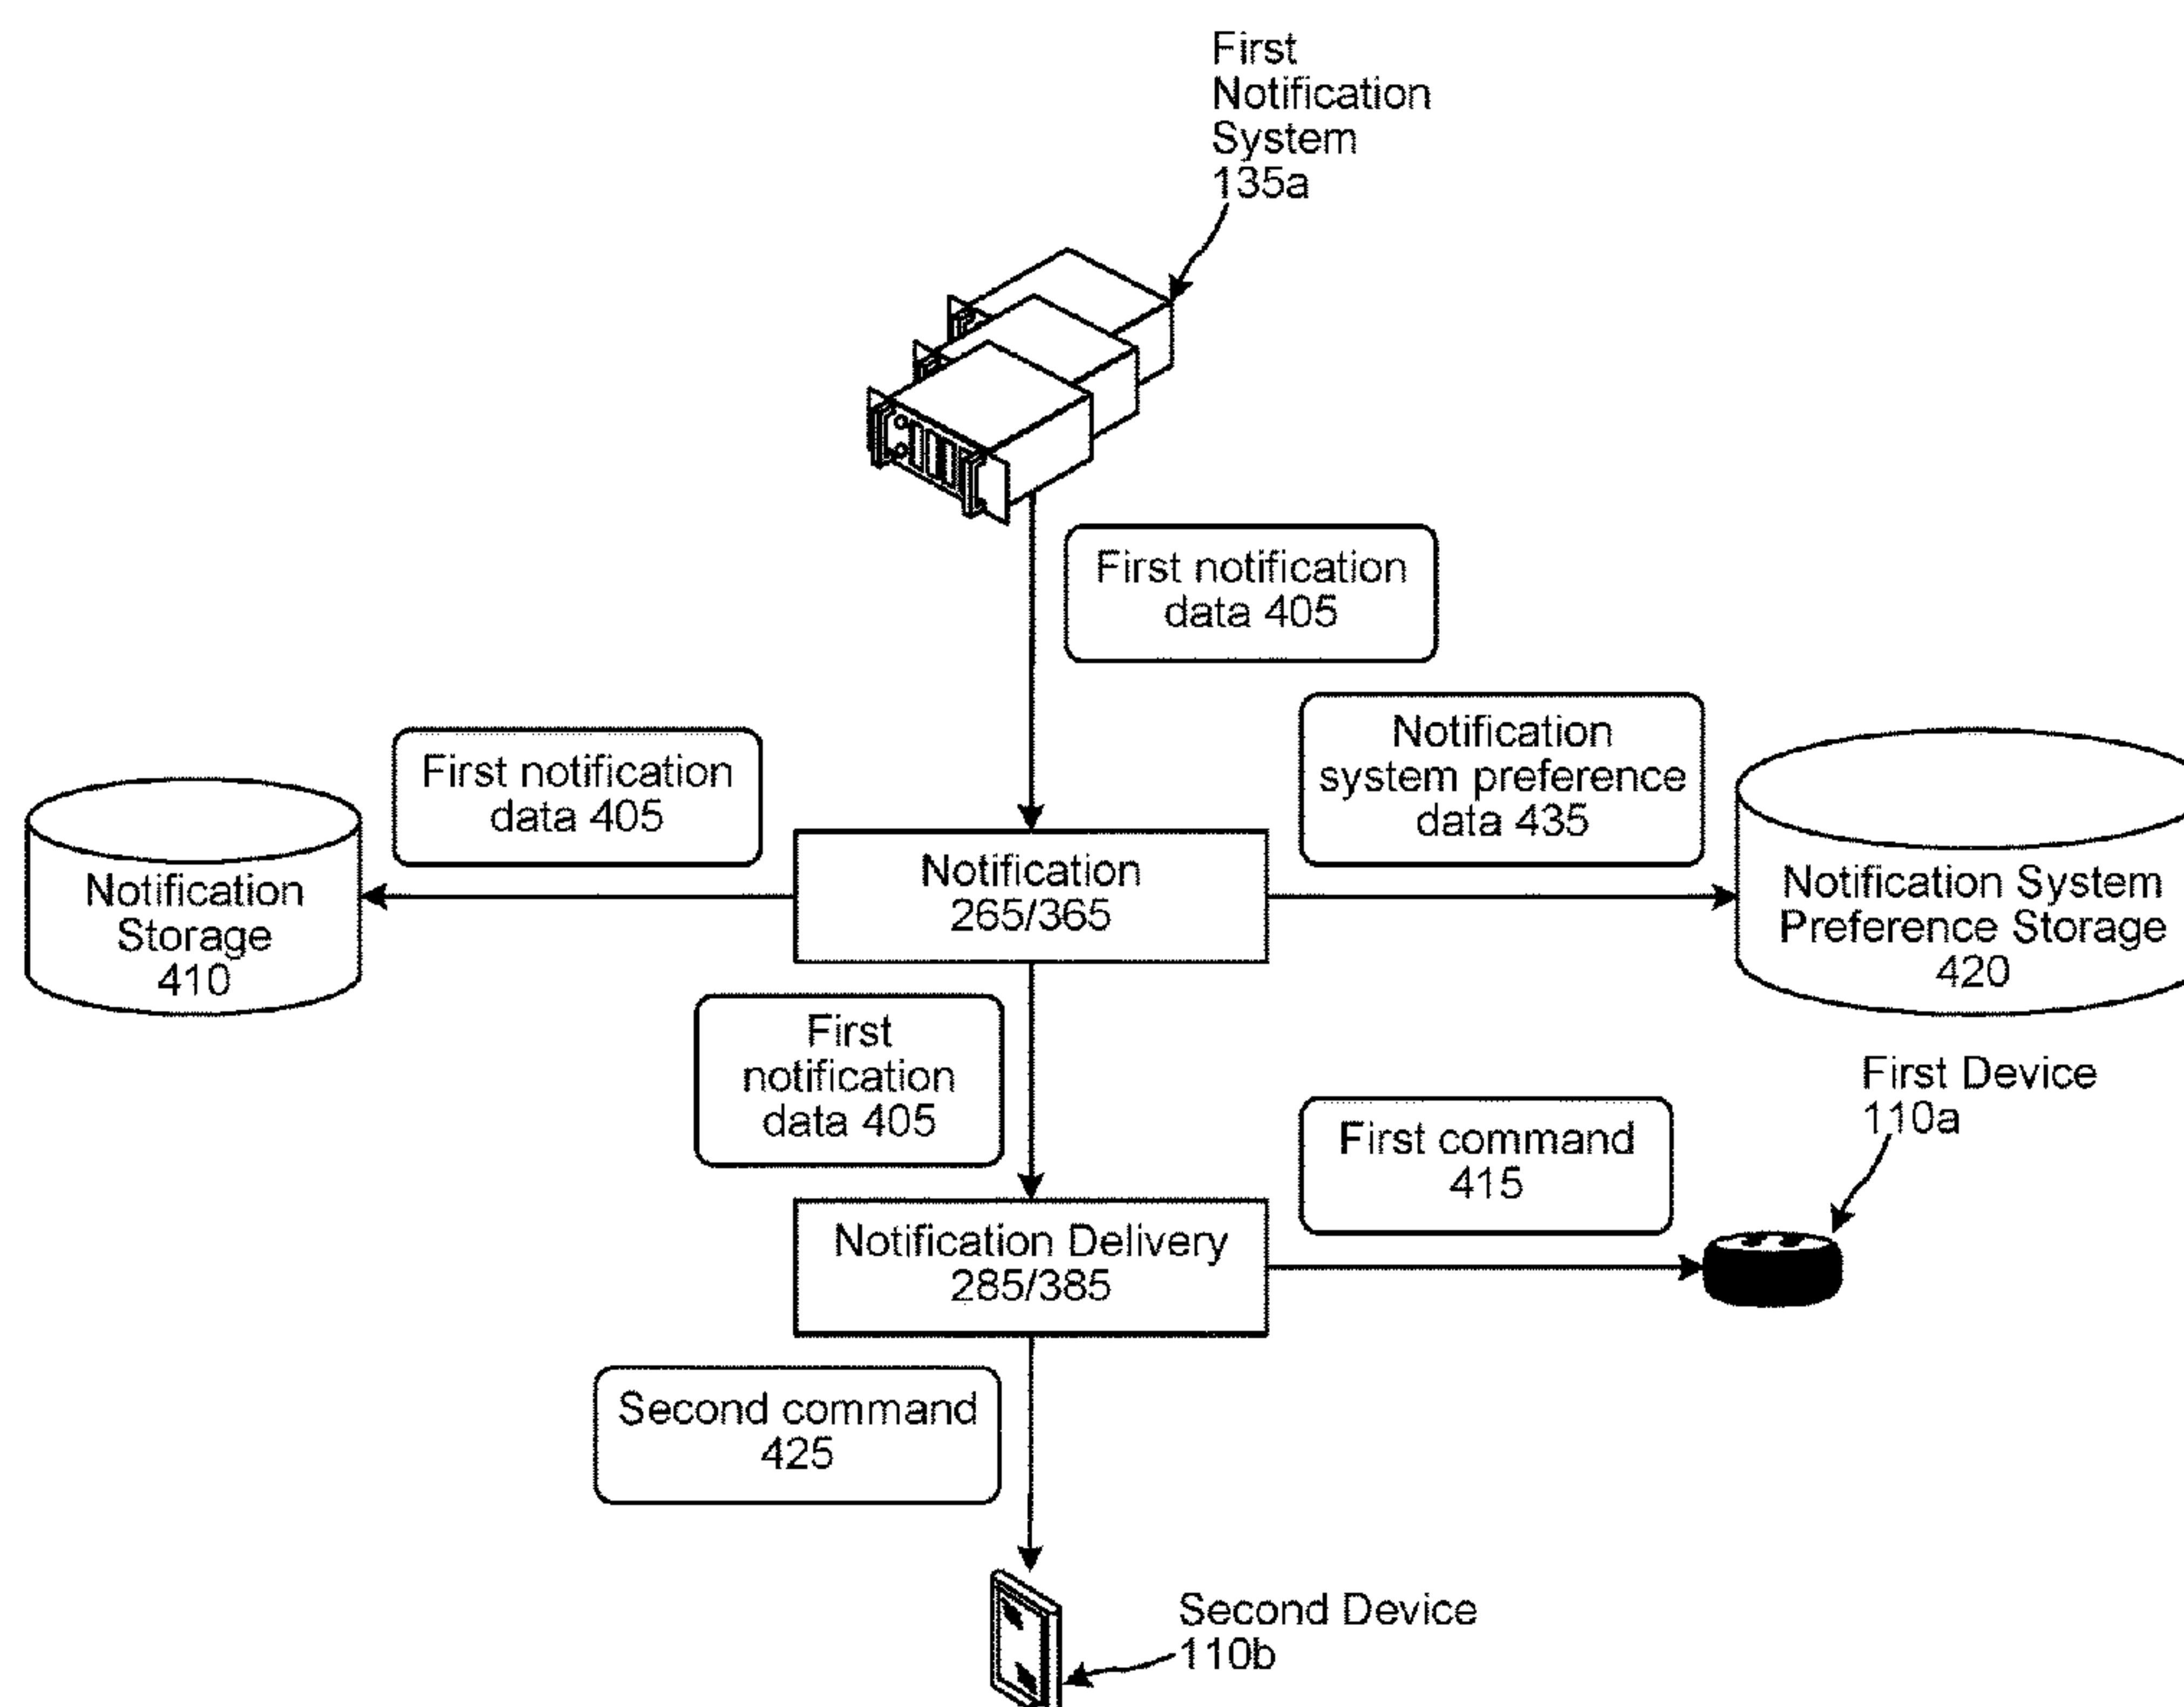 First
Notification
System
135a
First notification
data 405
First notification
data 405
Notification
system preference
data 435
Notification
Storage
410
Notification
265/365
Notification System
Preference Storage
420
First
notification
data 405
First Device
110a
First command
415
Notification Delivery
285/385
Second command
425
Second Device
110b